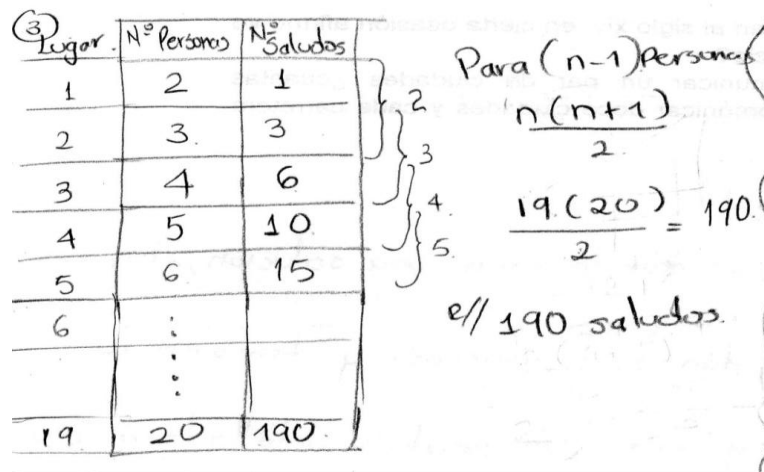 ③
Lugar. Nº Personas Nº Saludos
1 2 1
2 3. 3
3 4 6
4 5 10
5 6 15
6 ⋮
19 20 190
2
3
4.
5
Para (n-1) Personas
n(n+1)
2.
19.(20) = 190.
2
R// 190 saludos.